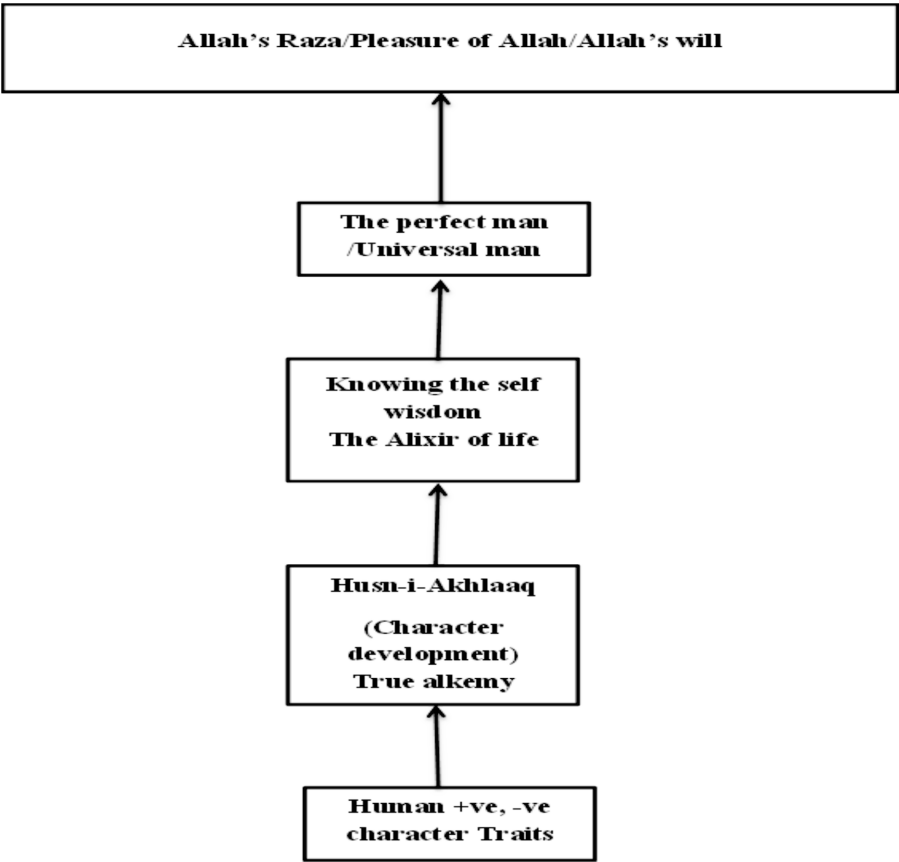 Allah’s Raza/Pleasure of Allah/Allah’s will
The perfect man
/Universal man
Knowing the self
wisdom
The Alixir of life
Husn-i-Akhlaaq
(Character
development)
True alkemy
Human +ve, -ve
character Traits